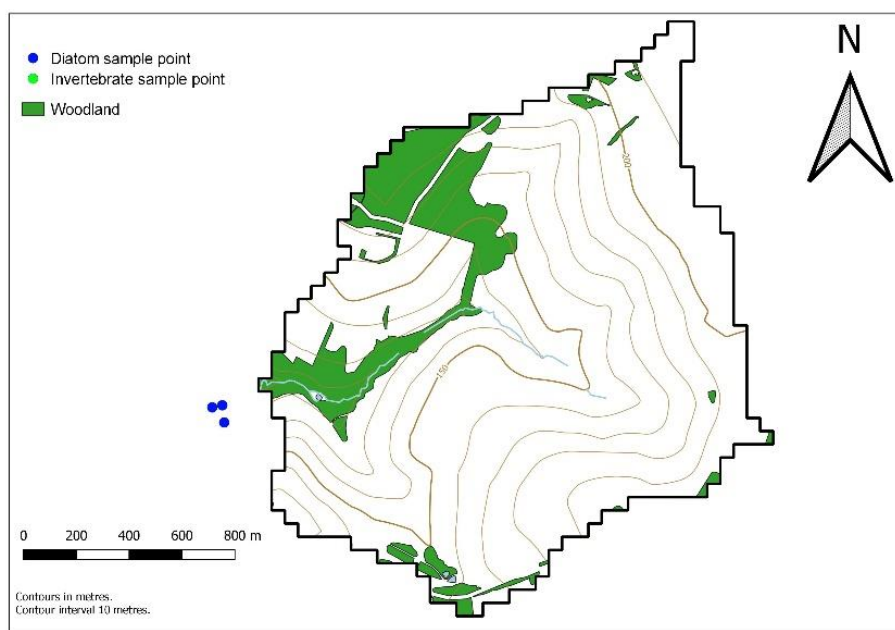 N
Diatom sample point
Invertebrate sample point
Woodland
200
150
0 200 400 600 800 m
Contours in metres.
Contour interval 10 metres.